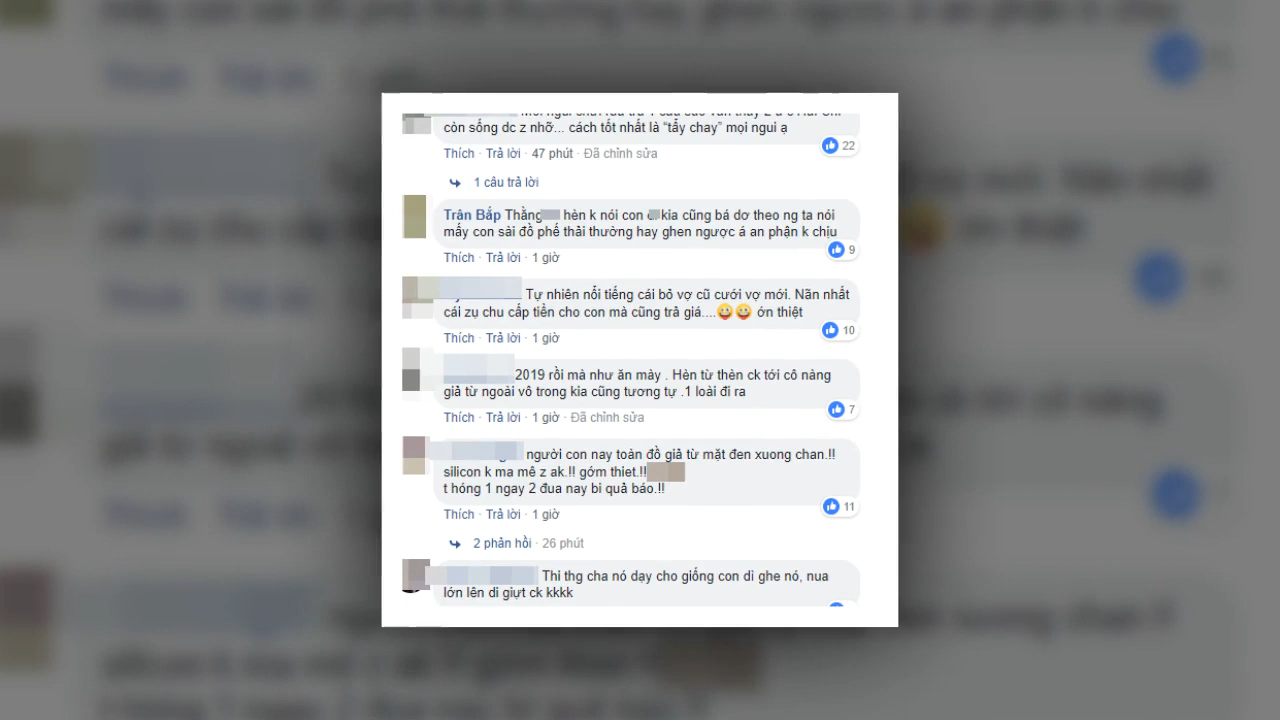 còn sống dc z nhỡ... cách tốt nhất là “tẩy chay” mọi ngui ạ
22
Thích · Trả lời · 47 phút · Đã chỉnh sửa
1 câu trả lời
Trân Bắp Thằng hèn k nói con kia cũng bá dơ theo ng ta nói
mấy con sài đồ phế thải thường hay ghen ngược á an phận k chịu
9
Thích · Trả lời · 1 giờ
Tự nhiên nổi tiếng cái bỏ vợ cũ cưới vợ mới. Nãn nhất
cái zụ chu cấp tiền cho con mà cũng trả giá....😜😜 ớn thiệt
10
Thích · Trả lời · 1 giờ
2019 rồi mà như ăn mày . Hèn từ thèn ck tới cô nàng
giả từ ngoài vô trong kia cũng tương tự .1 loài đi ra
7
Thích · Trả lời · 1 giờ · Đã chỉnh sửa
người con nay toàn đồ giả từ mặt đen xuong chan.!!
silicon k ma mê z ak.!! gớm thiet.!!
t hóng 1 ngay 2 đua nay bi quả báo.!!
11
Thích · Trả lời · 1 giờ
2 phản hồi · 26 phút
Thi thg cha nó dạy cho giống con di ghe nó, nua
lớn lên di giựt ck kkkk